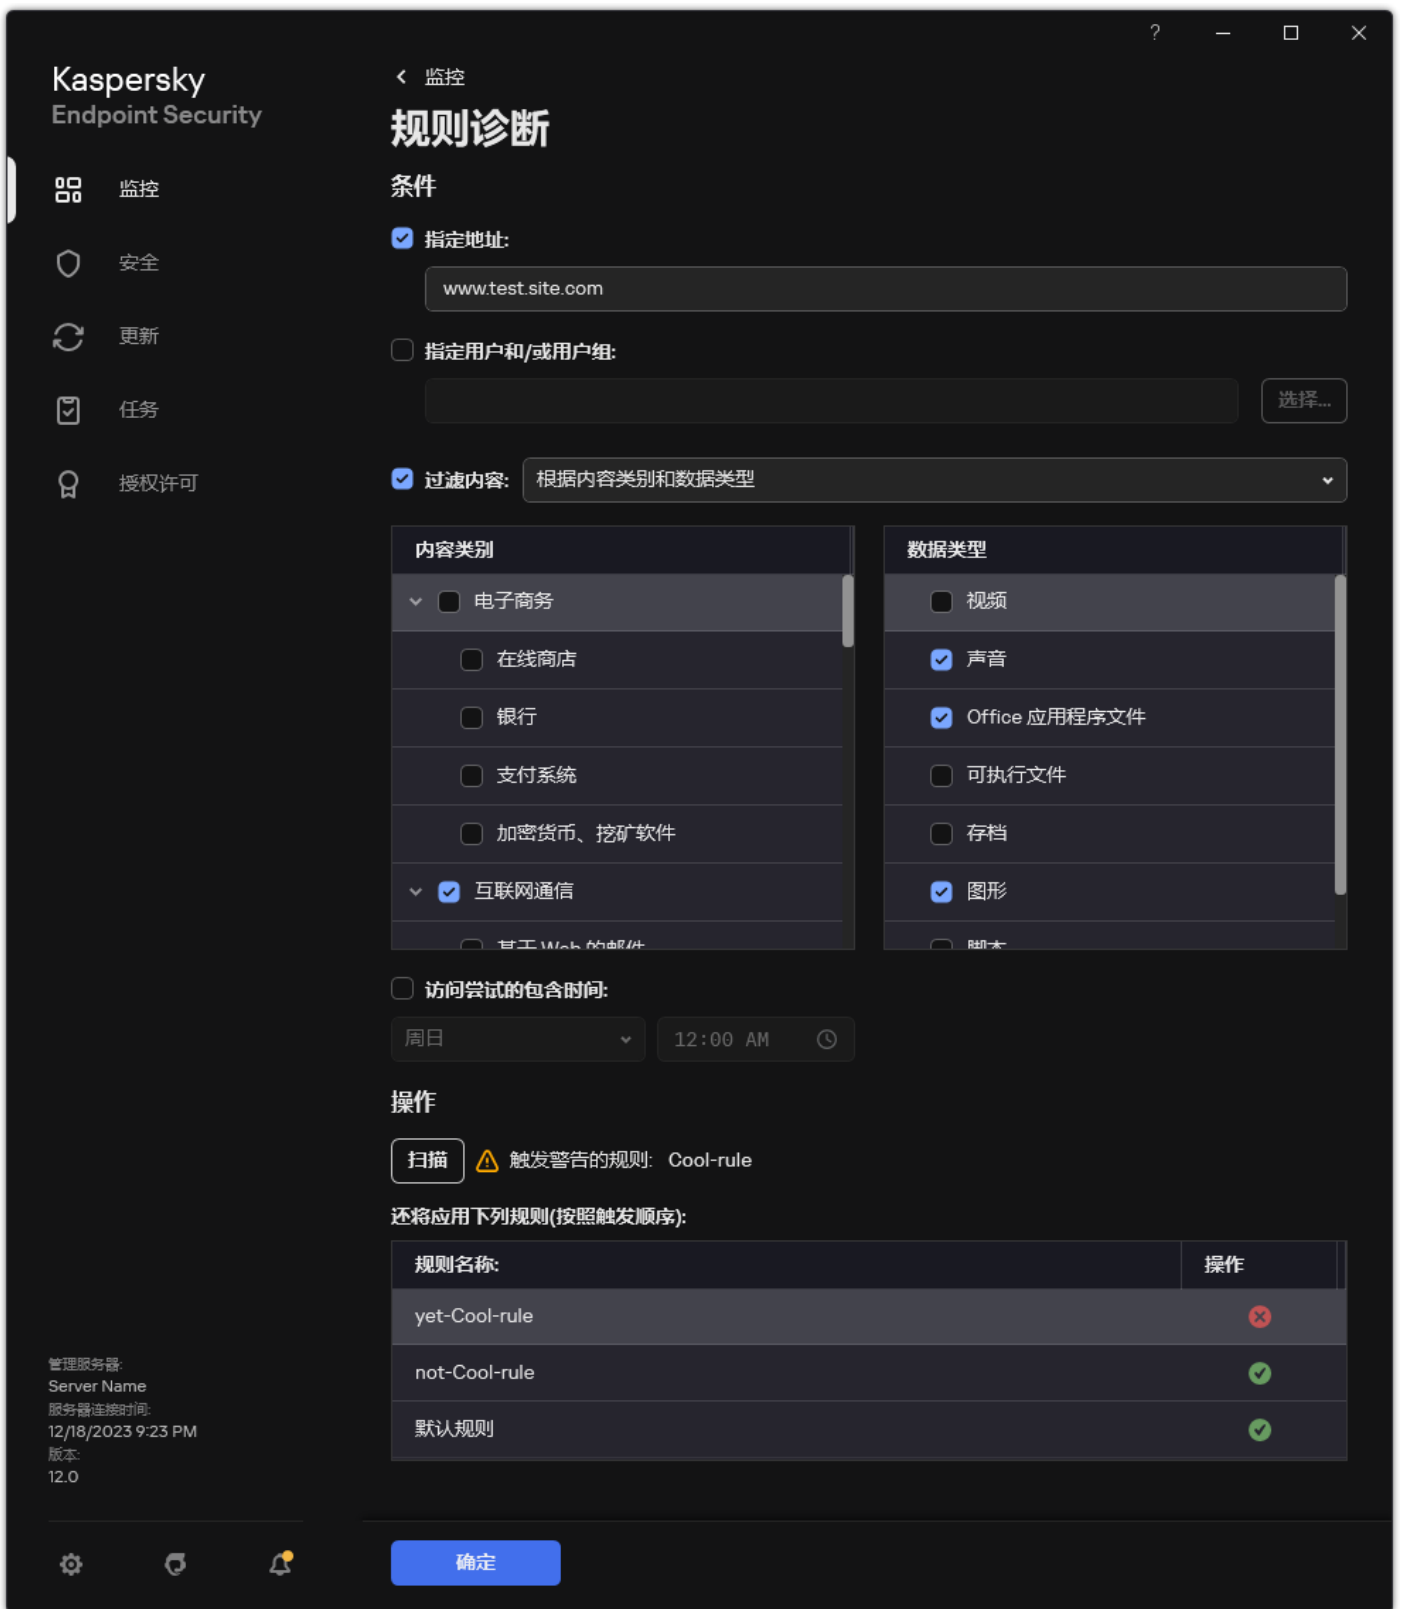 ?
Kaspersky
Endpoint Security
监控
安全
更新
任务
授权许可
监控
规则诊断
条件
指定地址:
www.test.site.com
指定用户和/或用户组:
选择...
过滤内容: 根据内容类别和数据类型
内容类别
电子商务
在线商店
银行
支付系统
加密货币、挖矿软件
互联网通信
基于 Web 的邮件
数据类型
视频
声音
Office 应用程序文件
可执行文件
存档
图形
脚本
访问尝试的包含时间:
周日 12:00 AM
操作
扫描 触发警告的规则: Cool-rule
还将应用下列规则(按照触发顺序):
规则名称: 操作
yet-Cool-rule
not-Cool-rule
默认规则
管理服务器:
Server Name
服务器连接时间:
12/18/2023 9:23 PM
版本:
12.0
确定